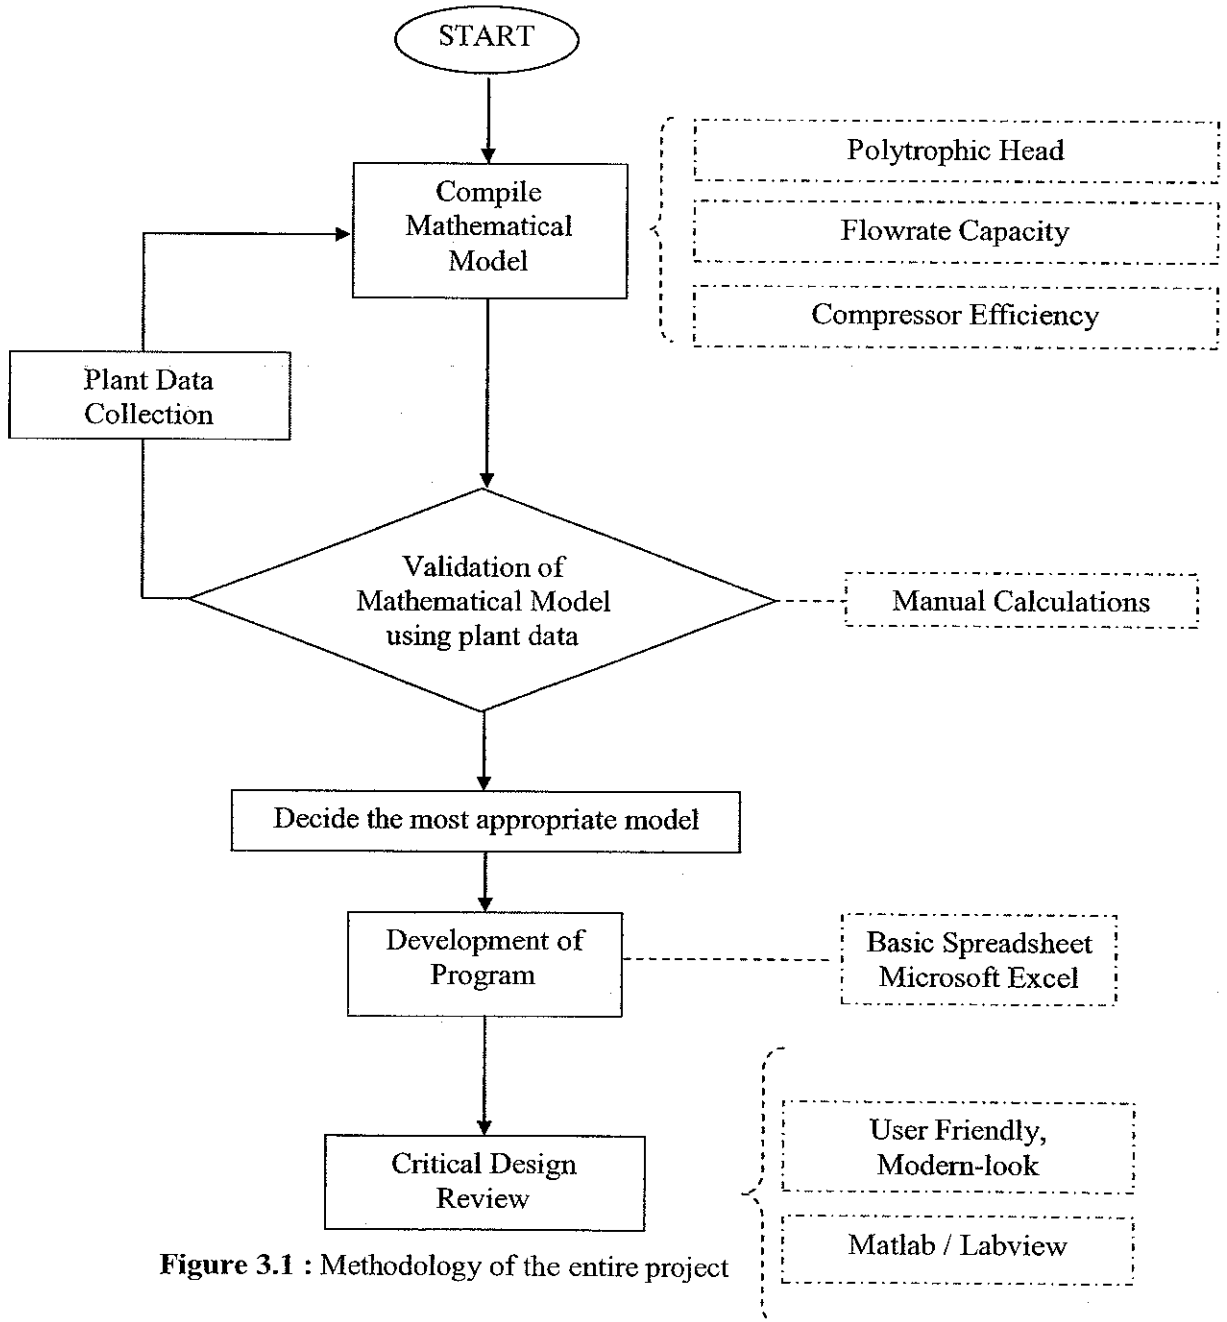 START
Compile
Mathematical
Model
Polytrophic Head
Flowrate Capacity
Compressor Efficiency
Plant Data
Collection
Validation of
Mathematical Model
using plant data
Manual Calculations
Decide the most appropriate model
Development of
Program
Basic Spreadsheet
Microsoft Excel
Critical Design
Review
User Friendly,
Modern-look
Matlab / Labview
Figure 3.1 : Methodology of the entire project